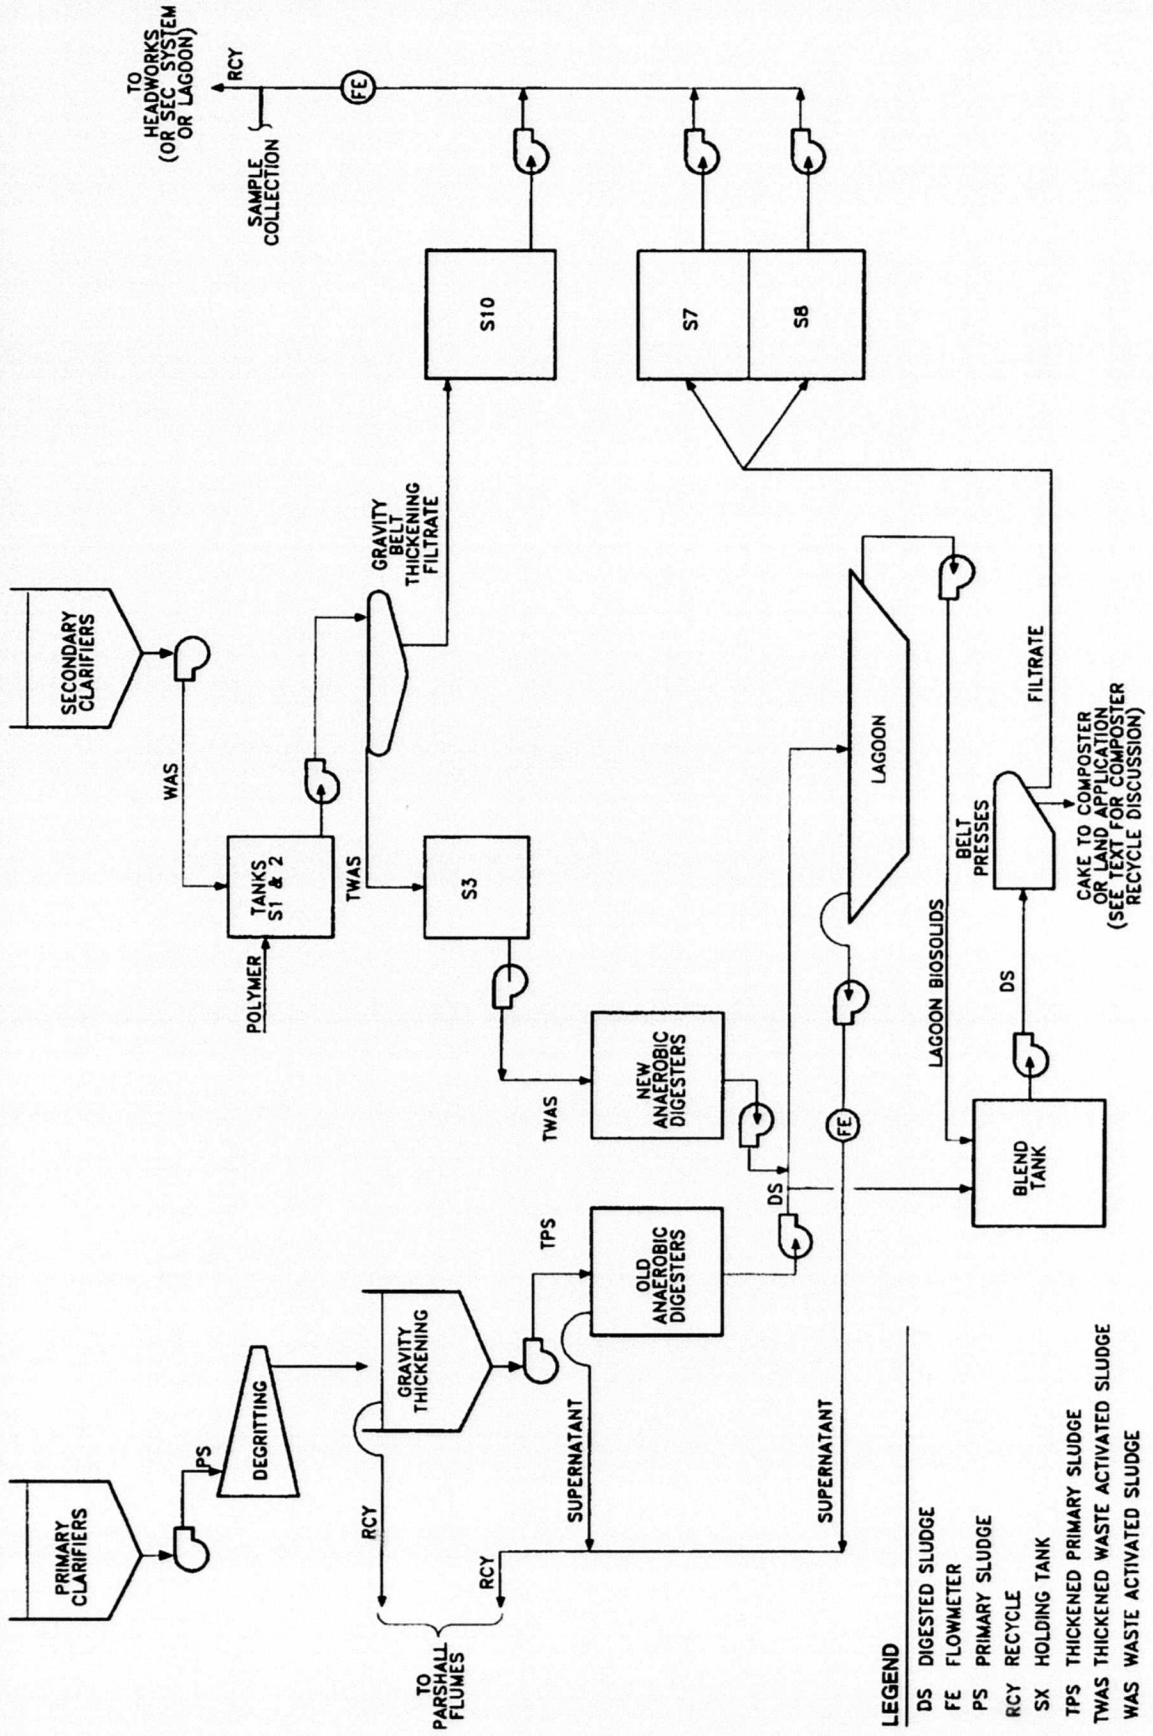 PRIMARY
CLARIFIERS
PS
DEGRITTING
RCY
GRAVITY
THICKENING
TO
PARSHALL
FLUMES
RCY
SUPERNATANT
TPS
OLD
ANAEROBIC
DIGESTERS
SUPERNATANT
DS
SECONDARY
CLARIFIERS
WAS
POLYMER
TANKS
S1 & 2
TWAS
GRAVITY
BELT
THICKENING
FILTRATE
S3
TWAS
NEW
ANAEROBIC
DIGESTERS
FE
LAGOON
LAGOON BIOSOLIDS
BLEND
TANK
DS
BELT
PRESSES
FILTRATE
CAKE TO COMPOSTER
OR LAND APPLICATION
(SEE TEXT FOR COMPOSTER
RECYCLE DISCUSSION)
TO
HEADWORKS
(OR SEC SYSTEM
OR LAGOON)
RCY
SAMPLE
COLLECTION
FE
S10
S7
S8
LEGEND
DS DIGESTED SLUDGE
FE FLOWMETER
PS PRIMARY SLUDGE
RCY RECYCLE
SX HOLDING TANK
TPS THICKENED PRIMARY SLUDGE
TWAS THICKENED WASTE ACTIVATED SLUDGE
WAS WASTE ACTIVATED SLUDGE